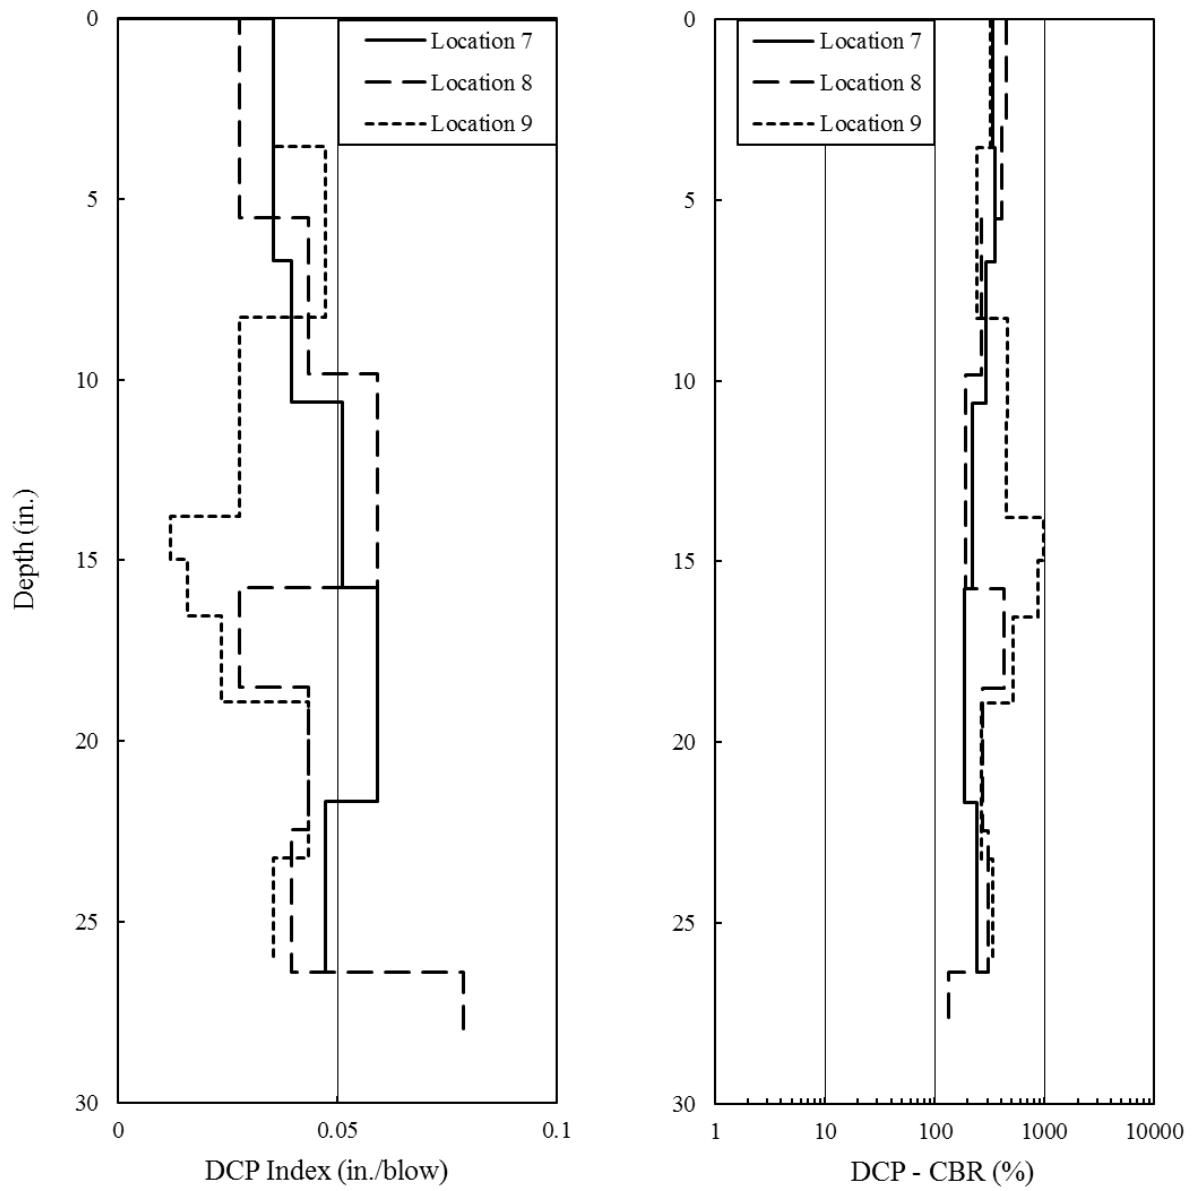 0
5
10
15
20
25
30
Depth (in.)
Location 7
Location 8
Location 9
0 0.05 0.1
DCP Index (in./blow)
0
5
10
15
20
25
30
Location 7
Location 8
Location 9
1 10 100 1000 10000
DCP - CBR (%)